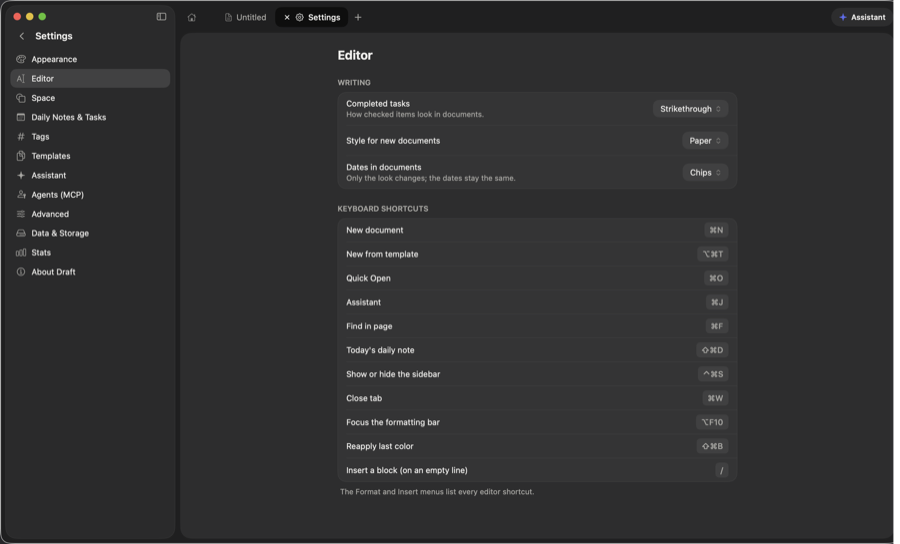 Untitled
Settings
Assistant
Settings
Appearance
Editor
Space
Daily Notes & Tasks
Tags
Templates
Assistant
Agents (MCP)
Advanced
Data & Storage
Stats
About Draft
Editor
WRITING
Completed tasks
How checked items look in documents.
Strikethrough
Style for new documents
Paper
Dates in documents
Only the look changes; the dates stay the same.
Chips
KEYBOARD SHORTCUTS
New document ⌘N
New from template ⌥⌘T
Quick Open ⌘O
Assistant ⌘J
Find in page ⌘F
Today's daily note ⇧⌘D
Show or hide the sidebar ^⌘S
Close tab ⌘W
Focus the formatting bar ⌥F10
Reapply last color ⇧⌘B
Insert a block (on an empty line) /
The Format and Insert menus list every editor shortcut.